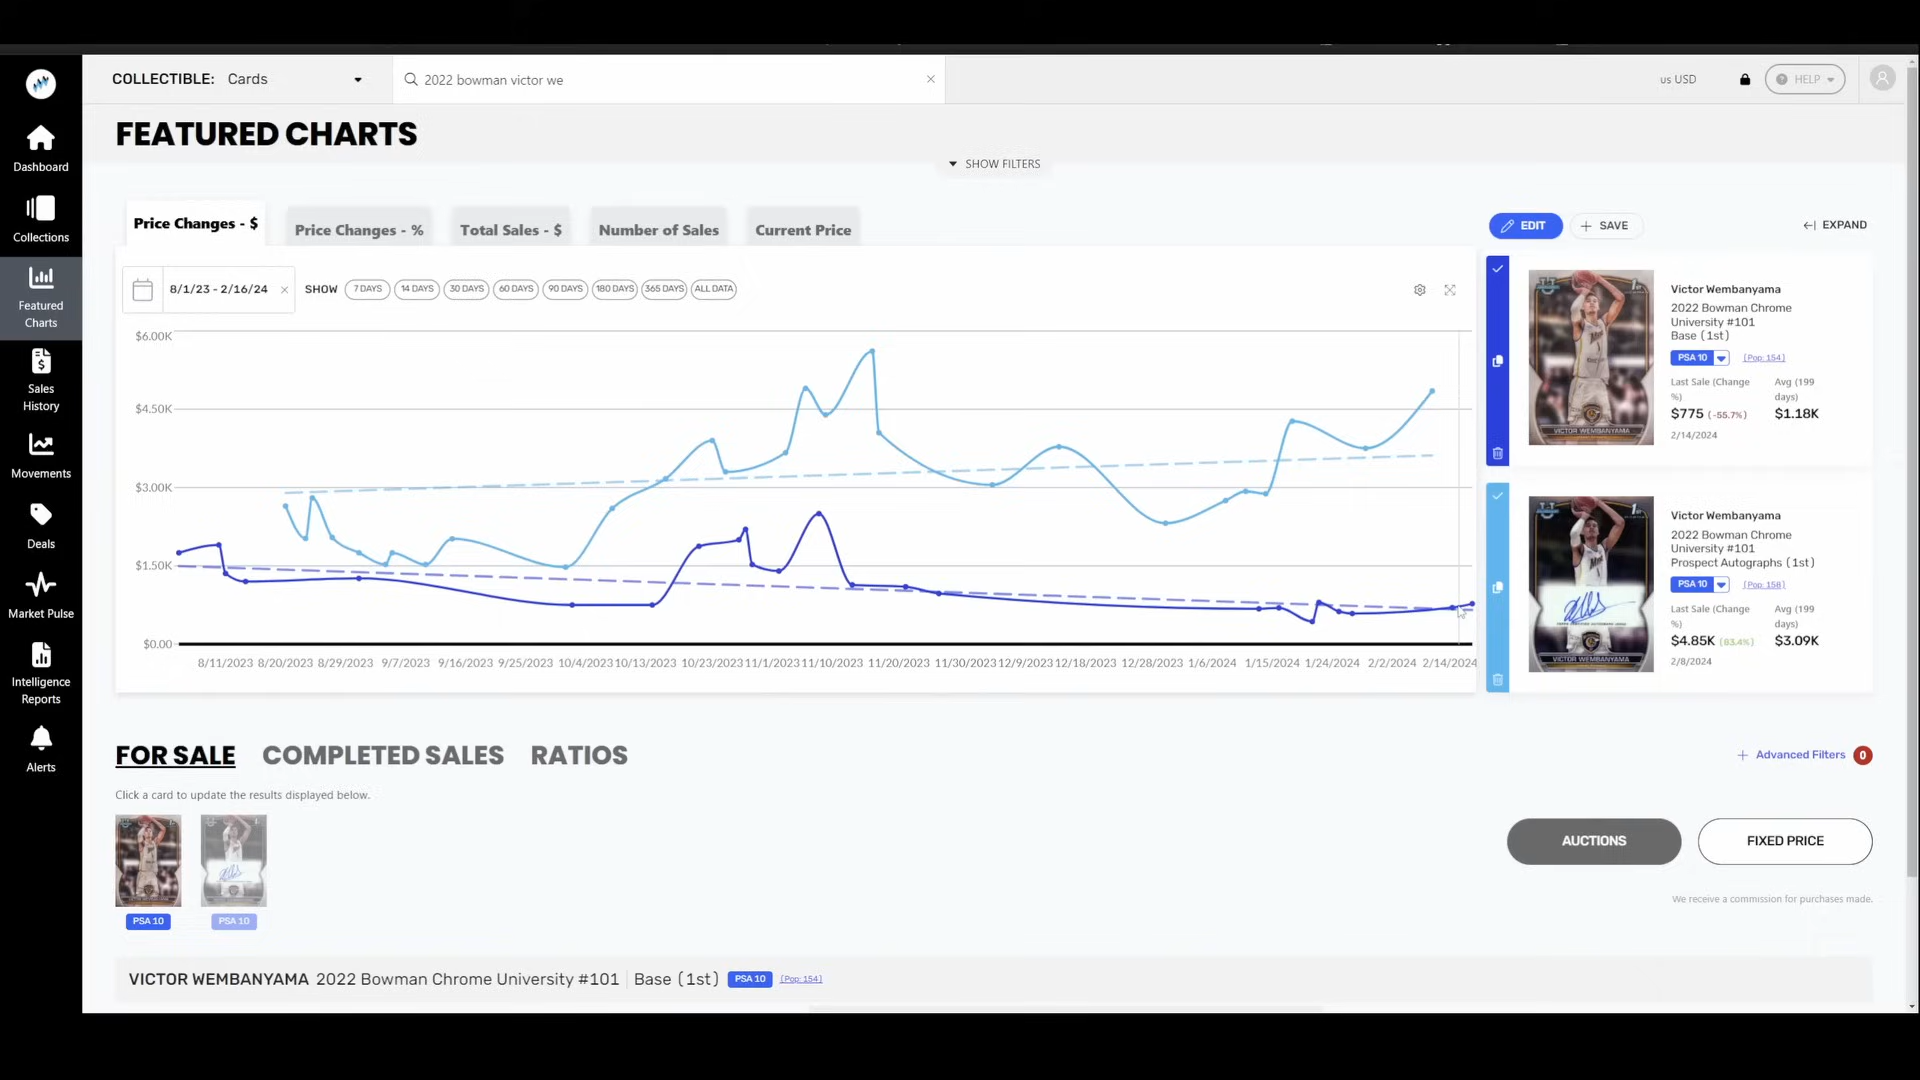 COLLECTIBLE: Cards
2022 bowman victor we
us USD
HELP
FEATURED CHARTS
SHOW FILTERS
Dashboard
Collections
Featured
Charts
Sales
History
Movements
Deals
Market Pulse
Intelligence
Reports
Alerts
Price Changes - $
Price Changes - %
Total Sales - $
Number of Sales
Current Price
EDIT
SAVE
EXPAND
8/1/23 - 2/16/24
SHOW
7 DAYS
14 DAYS
30 DAYS
60 DAYS
90 DAYS
180 DAYS
365 DAYS
ALL DATA
$6.00K
$4.50K
$3.00K
$1.50K
$0.00
8/11/2023 8/20/2023 8/29/2023 9/7/2023 9/16/2023 9/25/2023 10/4/2023 10/13/2023 10/23/2023 11/1/2023 11/10/2023 11/20/2023 11/30/2023 12/9/2023 12/18/2023 12/28/2023 1/6/2024 1/15/2024 1/24/2024 2/2/2024 2/14/2024
Victor Wembanyama
2022 Bowman Chrome
University #101
Base (1st)
PSA 10
(Pop: 154)
Last Sale (Change
%)
Avg (199
days)
$775 (-55.7%)
$1.18K
2/14/2024
VICTOR WEMBANYAMA
Victor Wembanyama
2022 Bowman Chrome
University #101
Prospect Autographs (1st)
PSA 10
(Pop: 158)
Last Sale (Change
%)
Avg (199
days)
$4.85K (83.4%)
$3.09K
2/8/2024
VICTOR WEMBANYAMA
FOR SALE
COMPLETED SALES
RATIOS
Advanced Filters
0
Click a card to update the results displayed below.
PSA 10
PSA 10
AUCTIONS
FIXED PRICE
We receive a commission for purchases made.
VICTOR WEMBANYAMA 2022 Bowman Chrome University #101 Base (1st) PSA 10 (Pop: 154)